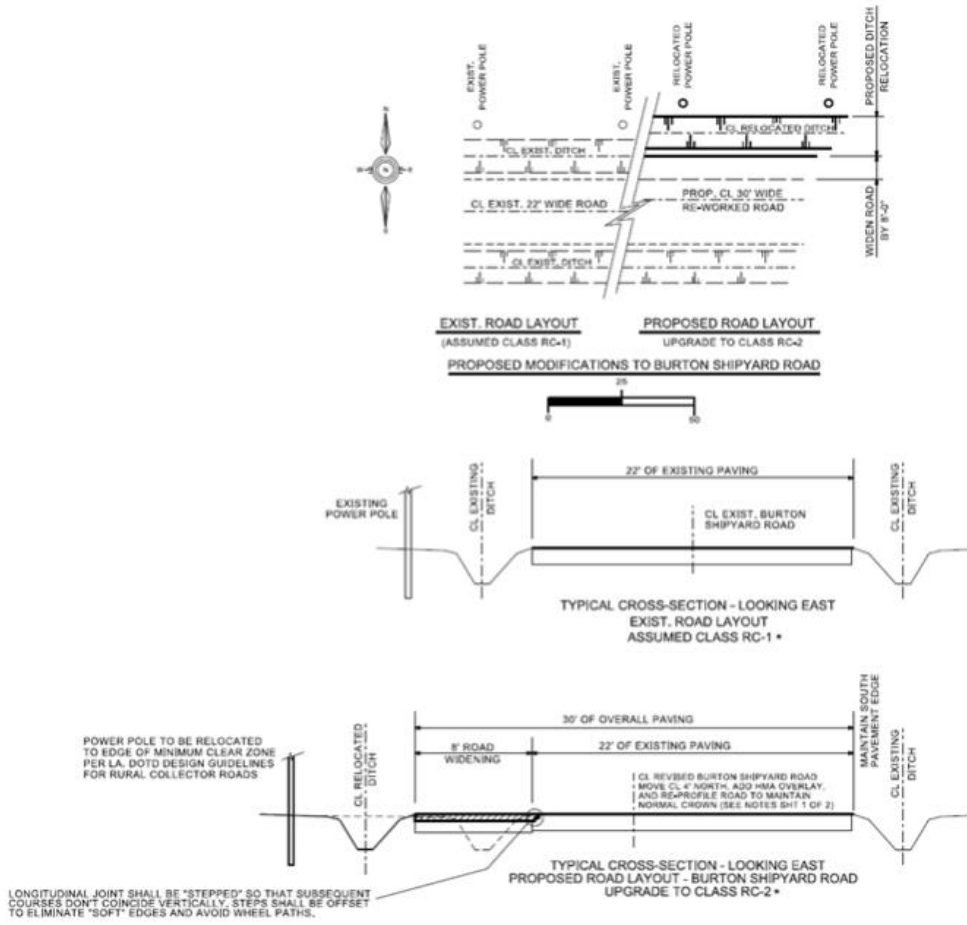 EXIST.
POWER POLE
EXIST.
POWER POLE
RELOCATED
POWER POLE
RELOCATED
POWER POLE
PROPOSED DITCH
RELOCATION
CL EXIST. DITCH
CL RELOCATED DITCH
N
CL EXIST. 22' WIDE ROAD
PROP. CL 30' WIDE
RE-WORKED ROAD
WIDEN ROAD
BY 8'-0"
CL EXIST. DITCH
EXIST. ROAD LAYOUT
(ASSUMED CLASS RC-1)
PROPOSED ROAD LAYOUT
UPGRADE TO CLASS RC-2
PROPOSED MODIFICATIONS TO BURTON SHIPYARD ROAD
25
0
50
EXISTING
POWER POLE
CL EXISTING
DITCH
22' OF EXISTING PAVING
CL EXIST. BURTON
SHIPYARD ROAD
CL EXISTING
DITCH
TYPICAL CROSS-SECTION - LOOKING EAST
EXIST. ROAD LAYOUT
ASSUMED CLASS RC-1 *
POWER POLE TO BE RELOCATED
TO EDGE OF MINIMUM CLEAR ZONE
PER LA. DOTD DESIGN GUIDELINES
FOR RURAL COLLECTOR ROADS
CL RELOCATED
DITCH
30' OF OVERALL PAVING
8' ROAD
WIDENING
22' OF EXISTING PAVING
CL REVISED BURTON SHIPYARD ROAD
MOVE CL 4' NORTH, ADD HMA OVERLAY,
AND RE-PROFILE ROAD TO MAINTAIN
NORMAL CROWN (SEE NOTES SHT 1 OF 2)
MAINTAIN SOUTH
PAVEMENT EDGE
CL EXISTING
DITCH
TYPICAL CROSS-SECTION - LOOKING EAST
PROPOSED ROAD LAYOUT - BURTON SHIPYARD ROAD
UPGRADE TO CLASS RC-2 *
LONGITUDINAL JOINT SHALL BE "STEPPED" SO THAT SUBSEQUENT
COURSES DON'T COINCIDE VERTICALLY. STEPS SHALL BE OFFSET
TO ELIMINATE "SOFT" EDGES AND AVOID WHEEL PATHS.